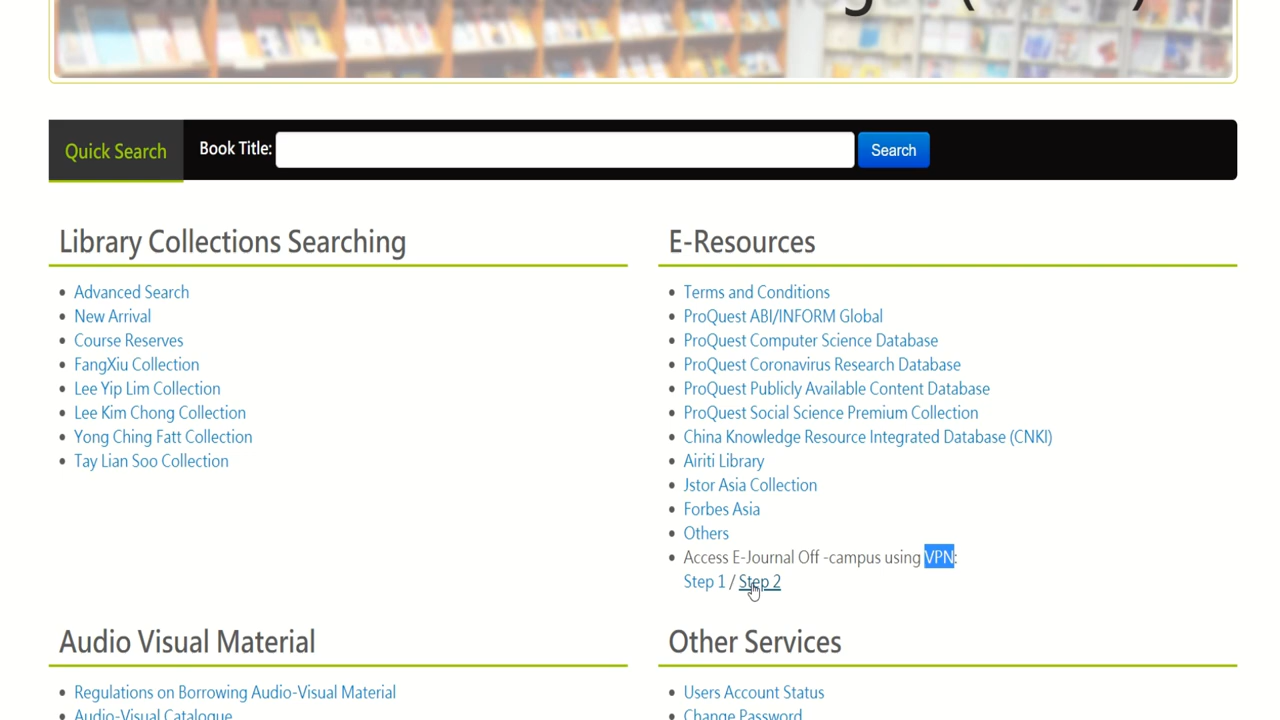 Quick Search
Book Title:
Search
Library Collections Searching
Advanced Search
New Arrival
Course Reserves
FangXiu Collection
Lee Yip Lim Collection
Lee Kim Chong Collection
Yong Ching Fatt Collection
Tay Lian Soo Collection
E-Resources
Terms and Conditions
ProQuest ABI/INFORM Global
ProQuest Computer Science Database
ProQuest Coronavirus Research Database
ProQuest Publicly Available Content Database
ProQuest Social Science Premium Collection
China Knowledge Resource Integrated Database (CNKI)
Airiti Library
Jstor Asia Collection
Forbes Asia
Others
Access E-Journal Off -campus using VPN:
Step 1 / Step 2
Audio Visual Material
Regulations on Borrowing Audio-Visual Material
Audio-Visual Catalogue
Other Services
Users Account Status
Change Password